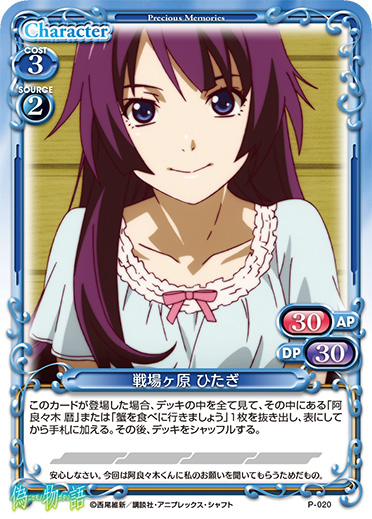 Precious Memories
Character
COST
3
SOURCE
2
30 AP
DP 30
戦場ヶ原 ひたぎ
このカードが登場した場合、デッキの中を全て見て、その中にある「阿
良々木 暦」または「蟹を食べに行きましょう」1枚を抜き出し、表にして
から手札に加える。その後、デッキをシャッフルする。
安心しなさい、今回は阿良々木くんに私のお願いを聞いてもらうためだもの。
偽物語
©西尾維新／講談社・アニプレックス・シャフト
P-020